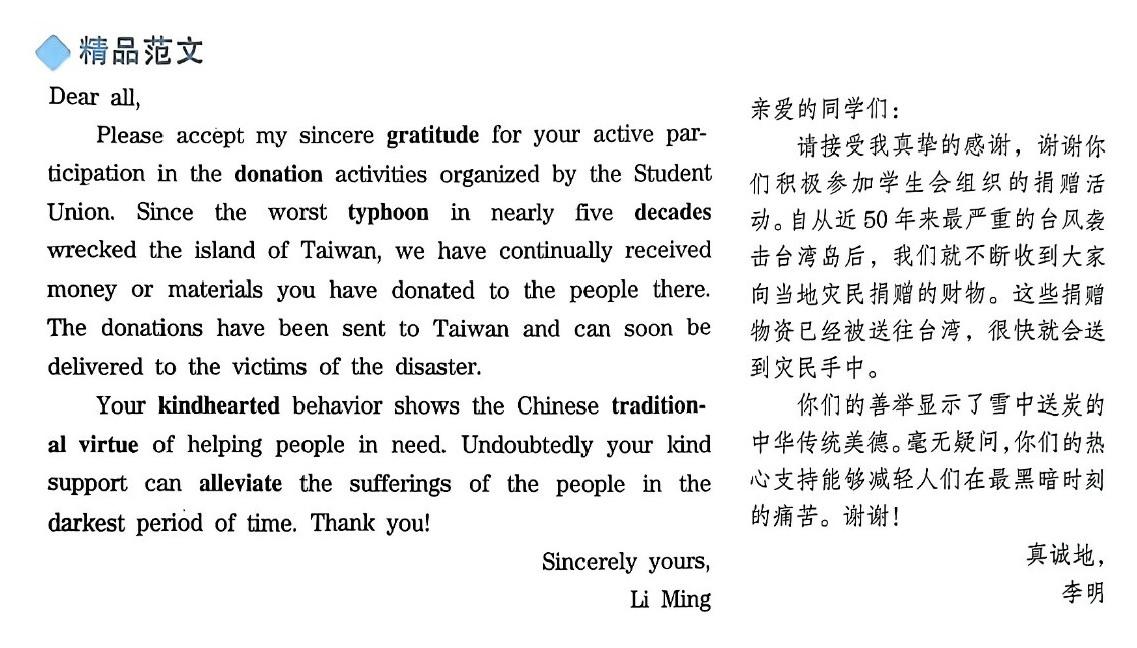 精品范文
Dear all,
Please accept my sincere gratitude for your active par-
ticipation in the donation activities organized by the Student
Union. Since the worst typhoon in nearly five decades
wrecked the island of Taiwan, we have continually received
money or materials you have donated to the people there.
The donations have been sent to Taiwan and can soon be
delivered to the victims of the disaster.
Your kindhearted behavior shows the Chinese tradition-
al virtue of helping people in need. Undoubtedly your kind
support can alleviate the sufferings of the people in the
darkest period of time. Thank you!
Sincerely yours,
Li Ming
亲爱的同学们：
请接受我真挚的感谢，谢谢你
们积极参加学生会组织的捐赠活
动。自从近50年来最严重的台风袭
击台湾岛后，我们就不断收到大家
向当地灾民捐赠的财物。这些捐赠
物资已经被送往台湾，很快就会送
到灾民手中。
你们的善举显示了雪中送炭的
中华传统美德。毫无疑问，你们的热
心支持能够减轻人们在最黑暗时刻
的痛苦。谢谢！
真诚地，
李明